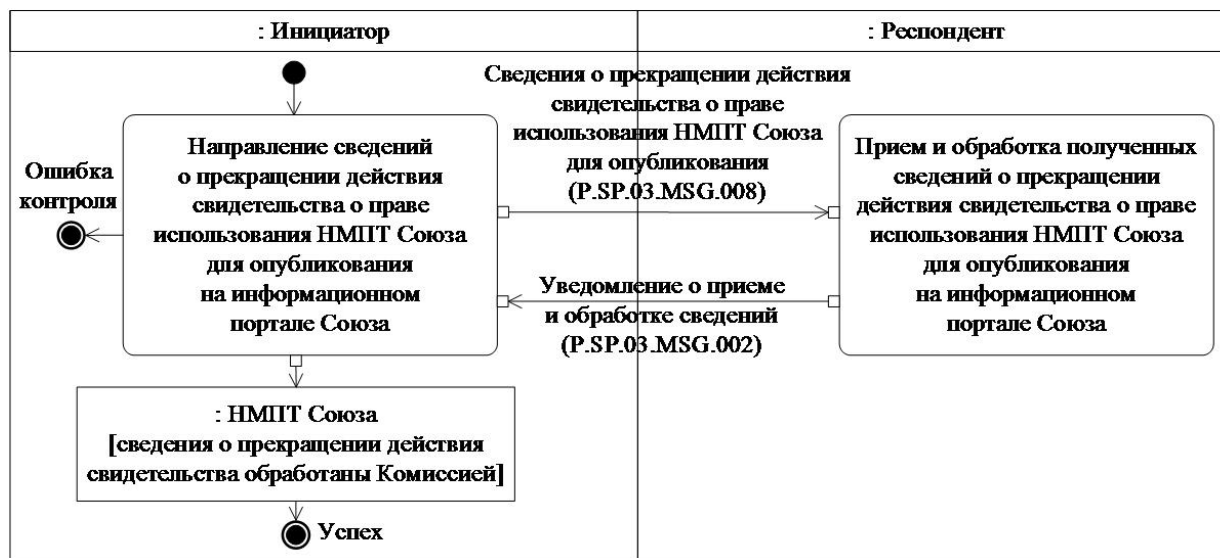 : Инициатор
: Респондент
Сведения о прекращении действия
свидетельства о праве
использования НМПТ Союза
для опубликования
(P.SP.03.MSG.008)
Направление сведений
о прекращении действия
свидетельства о праве
использования НМПТ Союза
для опубликования
на информационном
портале Союза
Прием и обработка полученных
сведений о прекращении
действия свидетельства о праве
использования НМПТ Союза
для опубликования
на информационном
портале Союза
Ошибка
контроля
Уведомление о приеме
и обработке сведений
(P.SP.03.MSG.002)
: НМПТ Союза
[сведения о прекращении действия
свидетельства обработаны Комиссией]
Успех